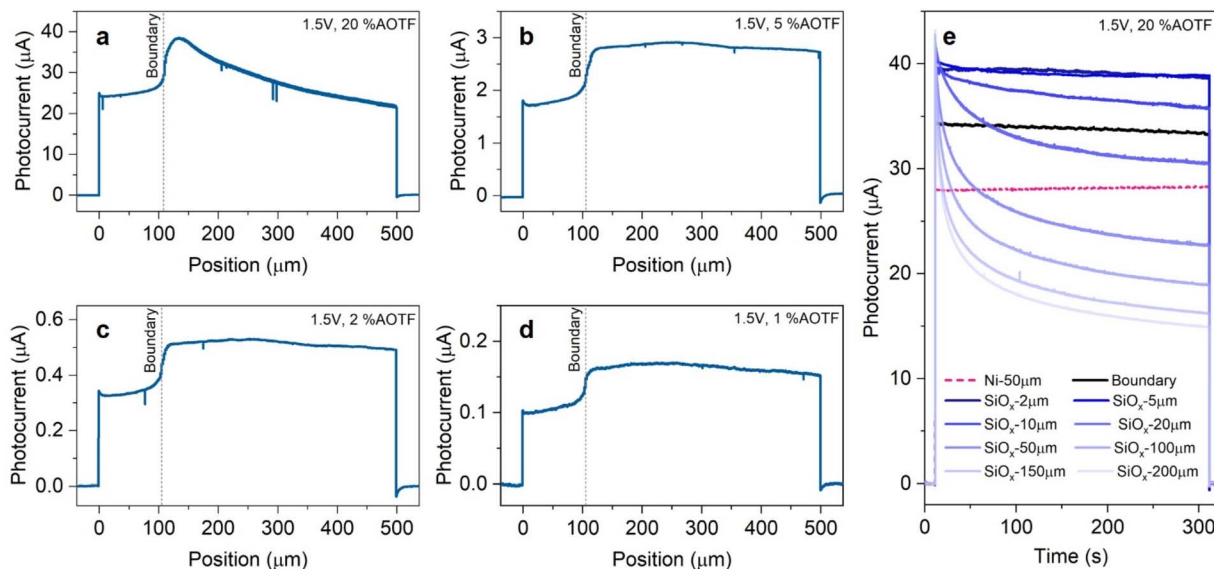 a
1.5V, 20 %AOTF
Boundary
Photocurrent (μA)
40
30
20
10
0
0 100 200 300 400 500
Position (μm)
b
1.5V, 5 %AOTF
Boundary
Photocurrent (μA)
3
2
1
0
0 100 200 300 400 500
Position (μm)
c
1.5V, 2 %AOTF
Boundary
Photocurrent (μA)
0.6
0.4
0.2
0.0
0 100 200 300 400 500
Position (μm)
d
1.5V, 1 %AOTF
Boundary
Photocurrent (μA)
0.2
0.1
0.0
0 100 200 300 400 500
Position (μm)
e
1.5V, 20 %AOTF
Photocurrent (μA)
40
30
20
10
0
Ni-50μm Boundary
SiOₓ-2μm SiOₓ-5μm
SiOₓ-10μm SiOₓ-20μm
SiOₓ-50μm SiOₓ-100μm
SiOₓ-150μm SiOₓ-200μm
0 100 200 300
Time (s)